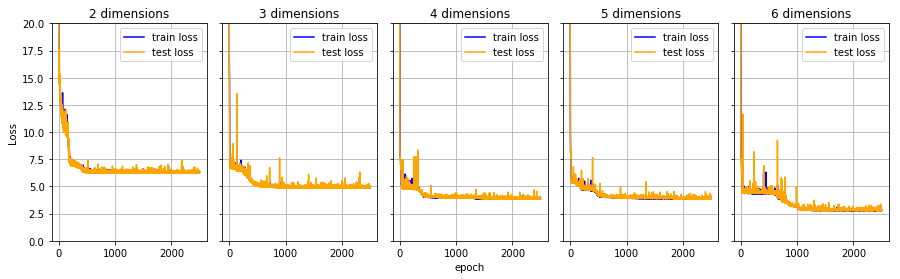 2 dimensions
3 dimensions
4 dimensions
5 dimensions
6 dimensions
train loss
test loss
train loss
test loss
train loss
test loss
train loss
test loss
train loss
test loss
Loss
20.0
17.5
15.0
12.5
10.0
7.5
5.0
2.5
0.0
0 1000 2000
0 1000 2000
0 1000 2000
0 1000 2000
0 1000 2000
epoch